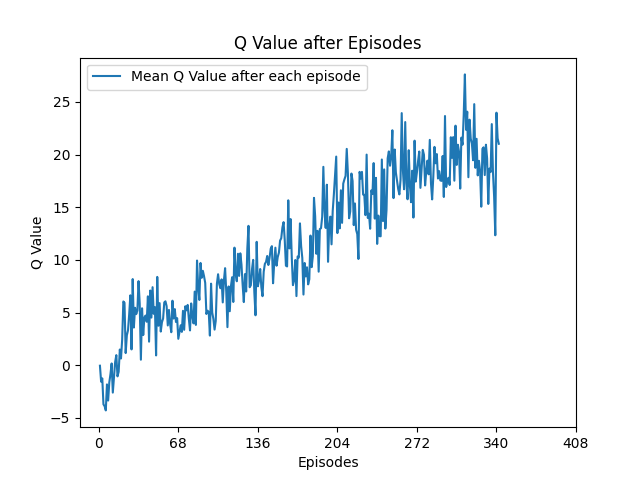 Q Value after Episodes
Mean Q Value after each episode
25
20
15
10
5
0
−5
Q Value
0 68 136 204 272 340 408
Episodes